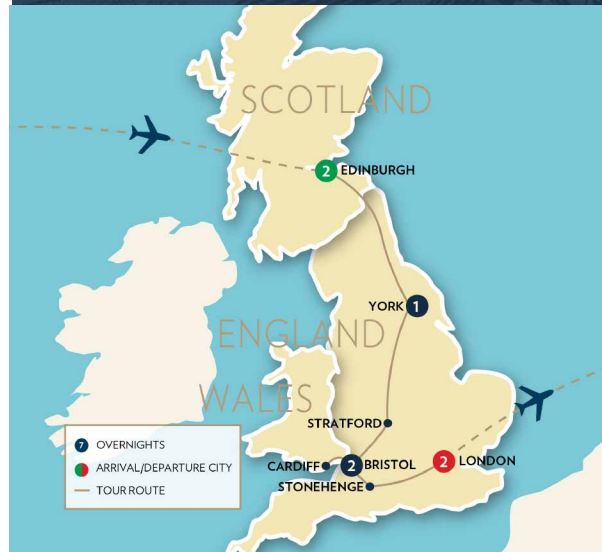 SCOTLAND
2 EDINBURGH
YORK 1
ENGLAND
WALES
STRATFORD
CARDIFF 2 BRISTOL
2 LONDON
STONEHENGE
7 OVERNIGHTS
ARRIVAL/DEPARTURE CITY
TOUR ROUTE